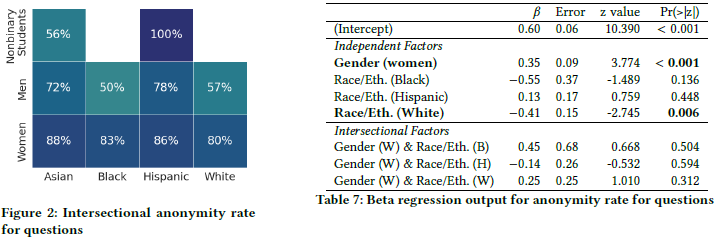 Nonbinary
Students
56%
100%
Men
72%
50%
78%
57%
Women
88%
83%
86%
80%
Asian
Black
Hispanic
White
Figure 2: Intersectional anonymity rate
for questions
β Error z value Pr(>|z|)
(Intercept) 0.60 0.06 10.390 < 0.001
Independent Factors
Gender (women) 0.35 0.09 3.774 < 0.001
Race/Eth. (Black) −0.55 0.37 -1.489 0.136
Race/Eth. (Hispanic) 0.13 0.17 0.759 0.448
Race/Eth. (White) −0.41 0.15 -2.745 0.006
Intersectional Factors
Gender (W) & Race/Eth. (B) 0.45 0.68 0.668 0.504
Gender (W) & Race/Eth. (H) −0.14 0.26 -0.532 0.594
Gender (W) & Race/Eth. (W) 0.25 0.25 1.010 0.312
Table 7: Beta regression output for anonymity rate for questions